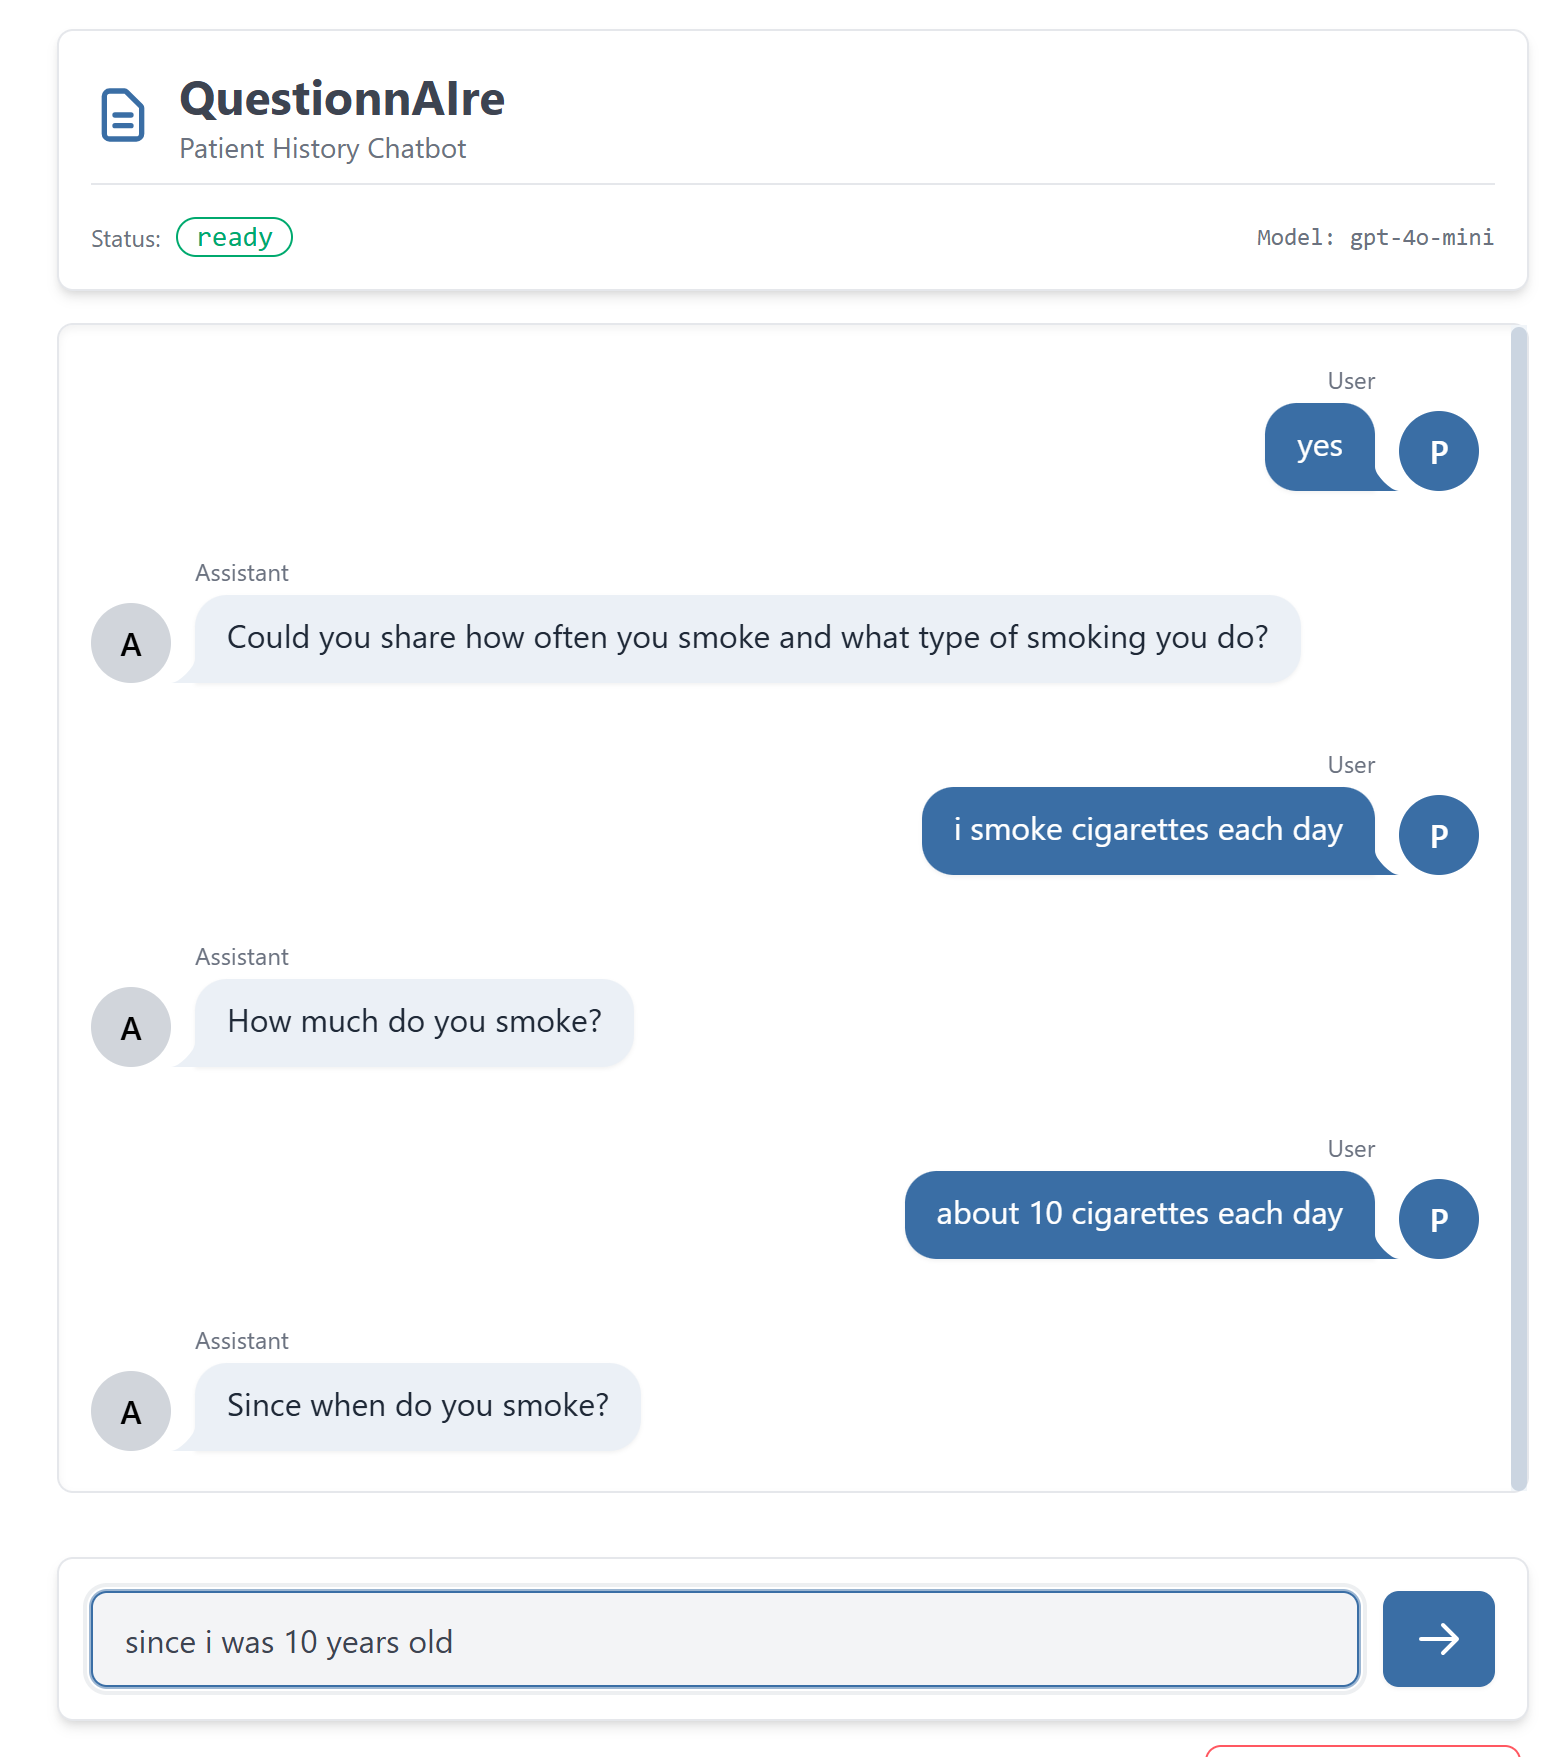 QuestionnAIre
Patient History Chatbot
Status: ready
Model: gpt-4o-mini
User
yes
P
Assistant
A
Could you share how often you smoke and what type of smoking you do?
User
i smoke cigarettes each day
P
Assistant
A
How much do you smoke?
User
about 10 cigarettes each day
P
Assistant
A
Since when do you smoke?
since i was 10 years old